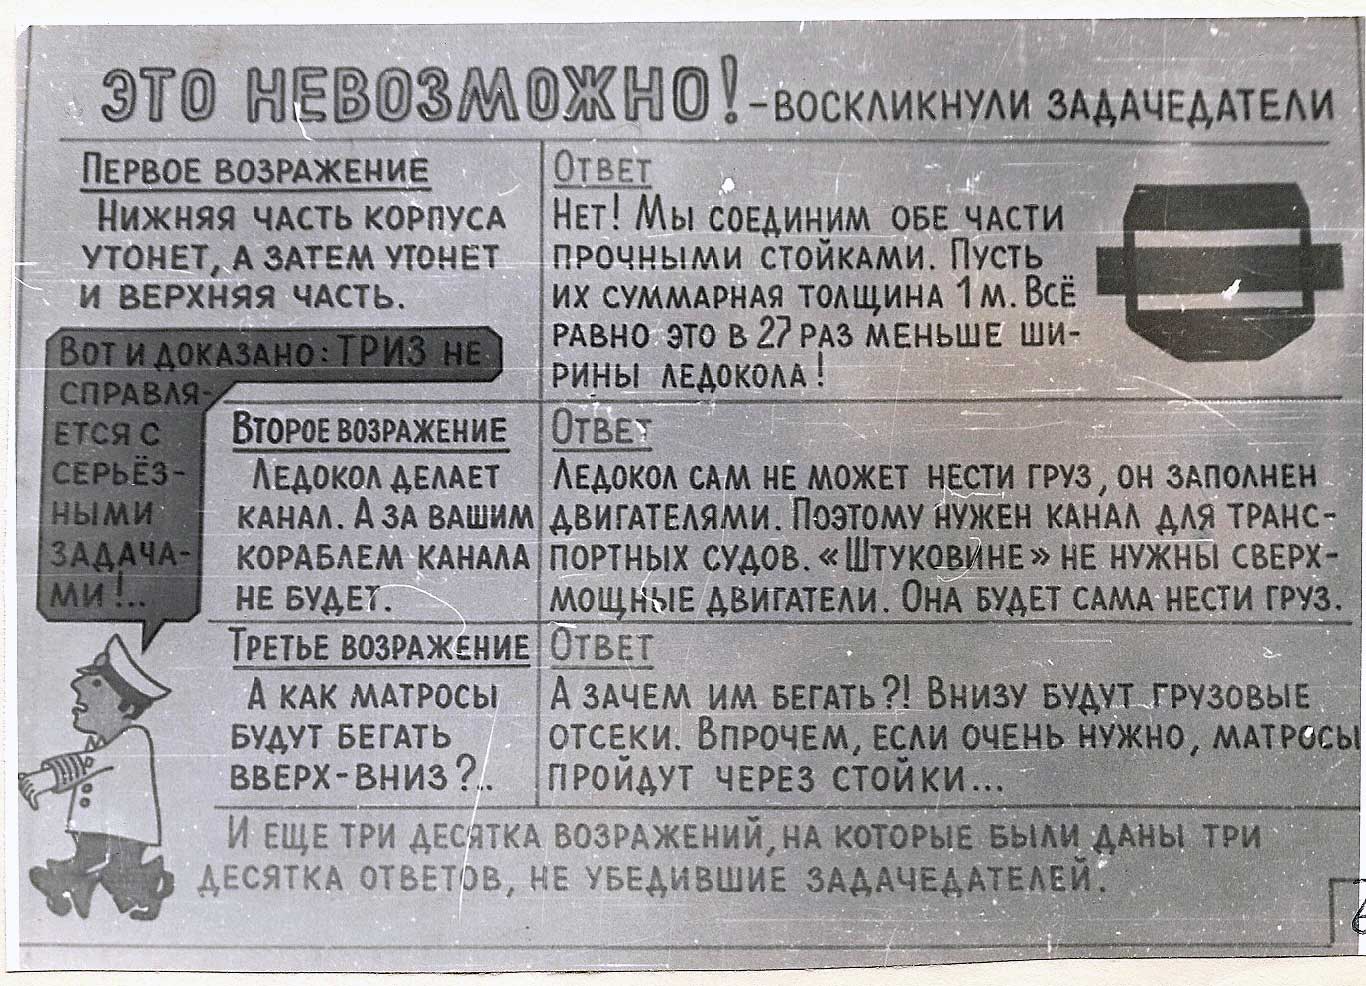 ЭТО НЕВОЗМОЖНО! – ВОСКЛИКНУЛИ ЗАДАЧЕДАТЕЛИ
ПЕРВОЕ ВОЗРАЖЕНИЕ
НИЖНЯЯ ЧАСТЬ КОРПУСА
УТОНЕТ, А ЗАТЕМ УТОНЕТ
И ВЕРХНЯЯ ЧАСТЬ.
ОТВЕТ
НЕТ! МЫ СОЕДИНИМ ОБЕ ЧАСТИ
ПРОЧНЫМИ СТОЙКАМИ. ПУСТЬ
ИХ СУММАРНАЯ ТОЛЩИНА 1 М. ВСЁ
РАВНО ЭТО В 27 РАЗ МЕНЬШЕ ШИ-
РИНЫ ЛЕДОКОЛА!
ВОТ И ДОКАЗАНО: ТРИЗ НЕ
СПРАВЛЯ-
ЕТСЯ С
СЕРЬЁЗ-
НЫМИ
ЗАДАЧА-
МИ!..
ВТОРОЕ ВОЗРАЖЕНИЕ
ЛЕДОКОЛ ДЕЛАЕТ
КАНАЛ. А ЗА ВАШИМ
КОРАБЛЕМ КАНАЛА
НЕ БУДЕТ.
ОТВЕТ
ЛЕДОКОЛ САМ НЕ МОЖЕТ НЕСТИ ГРУЗ, ОН ЗАПОЛНЕН
ДВИГАТЕЛЯМИ. ПОЭТОМУ НУЖЕН КАНАЛ ДЛЯ ТРАНС-
ПОРТНЫХ СУДОВ. «ШТУКОВИНЕ» НЕ НУЖНЫ СВЕРХ-
МОЩНЫЕ ДВИГАТЕЛИ. ОНА БУДЕТ САМА НЕСТИ ГРУЗ.
ТРЕТЬЕ ВОЗРАЖЕНИЕ
А КАК МАТРОСЫ
БУДУТ БЕГАТЬ
ВВЕРХ-ВНИЗ?..
ОТВЕТ
А ЗАЧЕМ ИМ БЕГАТЬ?! ВНИЗУ БУДУТ ГРУЗОВЫЕ
ОТСЕКИ. ВПРОЧЕМ, ЕСЛИ ОЧЕНЬ НУЖНО, МАТРОСЫ
ПРОЙДУТ ЧЕРЕЗ СТОЙКИ...
И ЕЩЕ ТРИ ДЕСЯТКА ВОЗРАЖЕНИЙ, НА КОТОРЫЕ БЫЛИ ДАНЫ ТРИ
ДЕСЯТКА ОТВЕТОВ, НЕ УБЕДИВШИЕ ЗАДАЧЕДАТЕЛЕЙ.